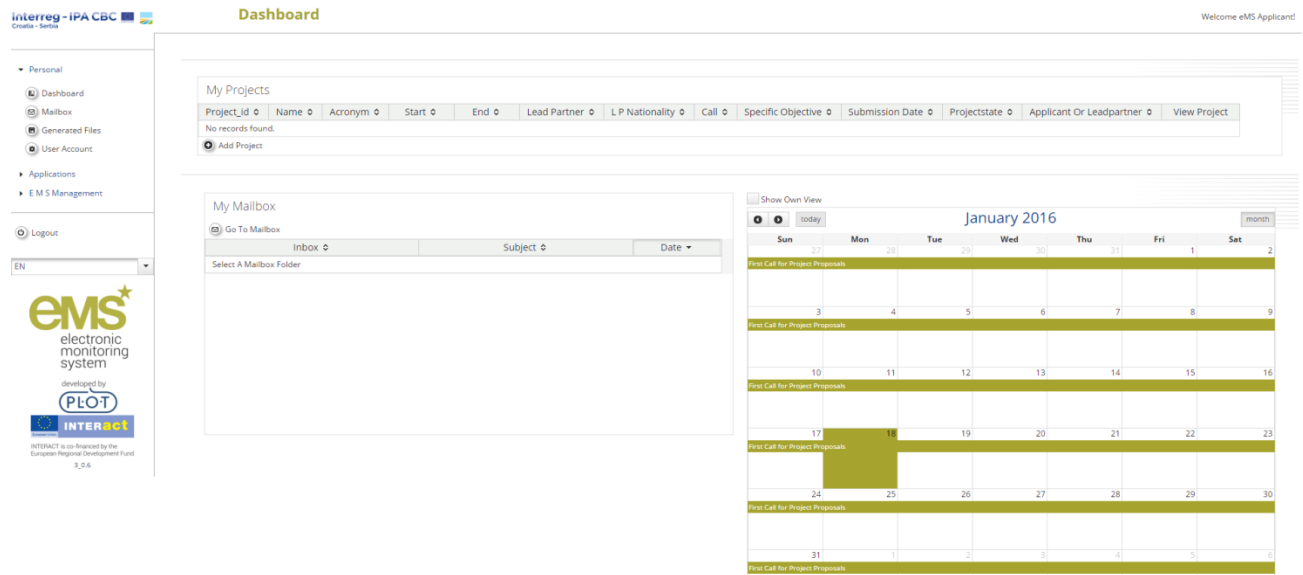 Interreg - IPA CBC
Croatia - Serbia
Dashboard
Welcome eMS Applicant!
Personal
Dashboard
Mailbox
Generated Files
User Account
Applications
E M S Management
Logout
EN
eMS
electronic
monitoring
system
developed by
PLOT
INTERact
INTERACT is co-financed by the
European Regional Development Fund
3_0.6
My Projects
Project_id Name Acronym Start End Lead Partner L P Nationality Call Specific Objective Submission Date Projectstate Applicant Or Leadpartner View Project
No records found.
Add Project
My Mailbox
Go To Mailbox
Inbox Subject Date
Select A Mailbox Folder
Show Own View
today January 2016 month
Sun Mon Tue Wed Thu Fri Sat
27 28 29 30 31 1 2
First Call for Project Proposals
3 4 5 6 7 8 9
First Call for Project Proposals
10 11 12 13 14 15 16
First Call for Project Proposals
17 18 19 20 21 22 23
First Call for Project Proposals
24 25 26 27 28 29 30
First Call for Project Proposals
31 1 2 3 4 5 6
First Call for Project Proposals